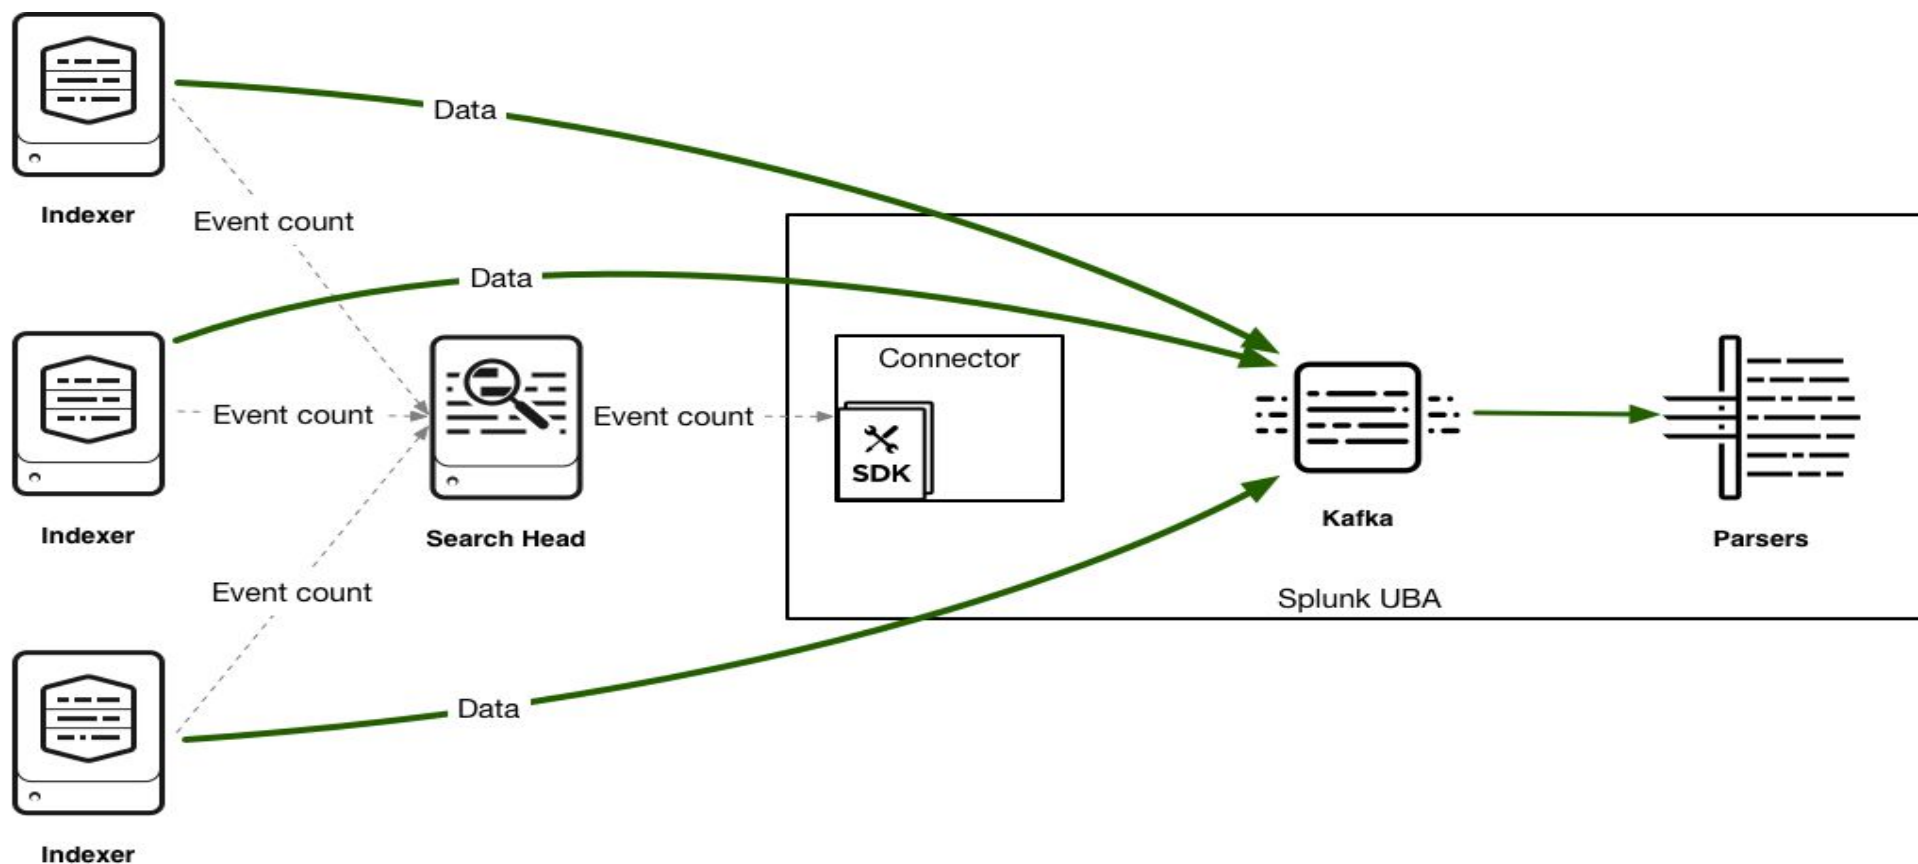 Data
Indexer
Event count
Data
Connector
Event count
Event count
SDK
Kafka
Indexer
Search Head
Parsers
Event count
Splunk UBA
Data
Indexer